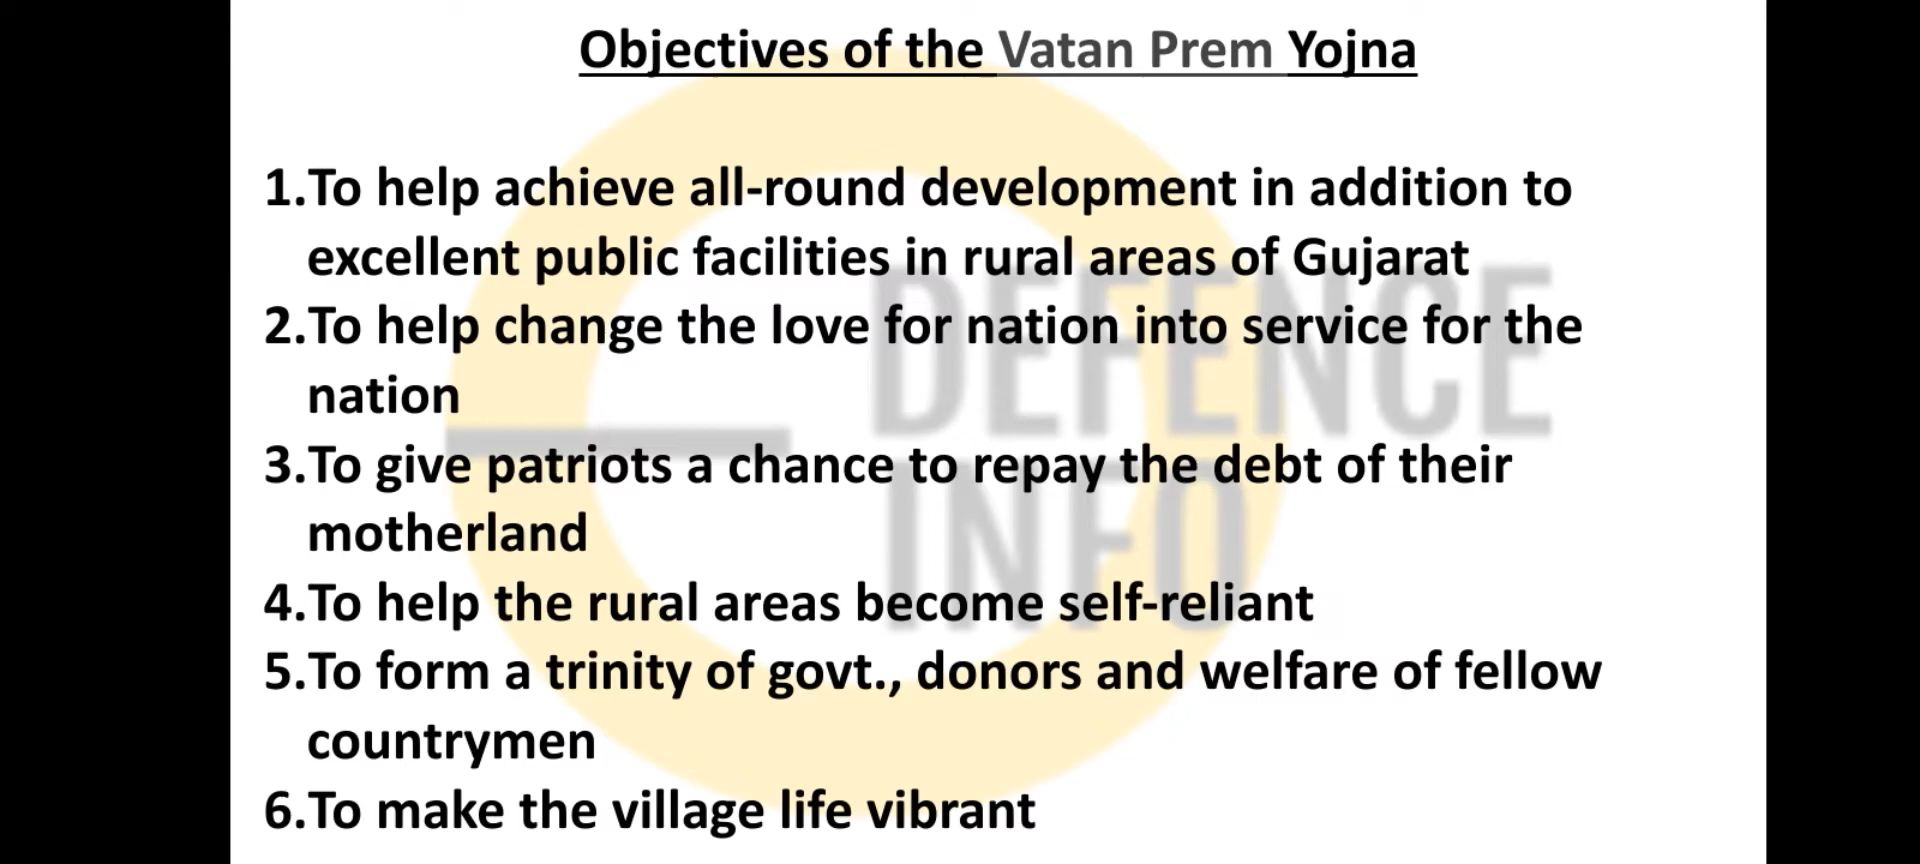 Objectives of the Vatan Prem Yojna
1.To help achieve all-round development in addition to
excellent public facilities in rural areas of Gujarat
2.To help change the love for nation into service for the
nation
3.To give patriots a chance to repay the debt of their
motherland
4.To help the rural areas become self-reliant
5.To form a trinity of govt., donors and welfare of fellow
countrymen
6.To make the village life vibrant
DEFENCE
INFO